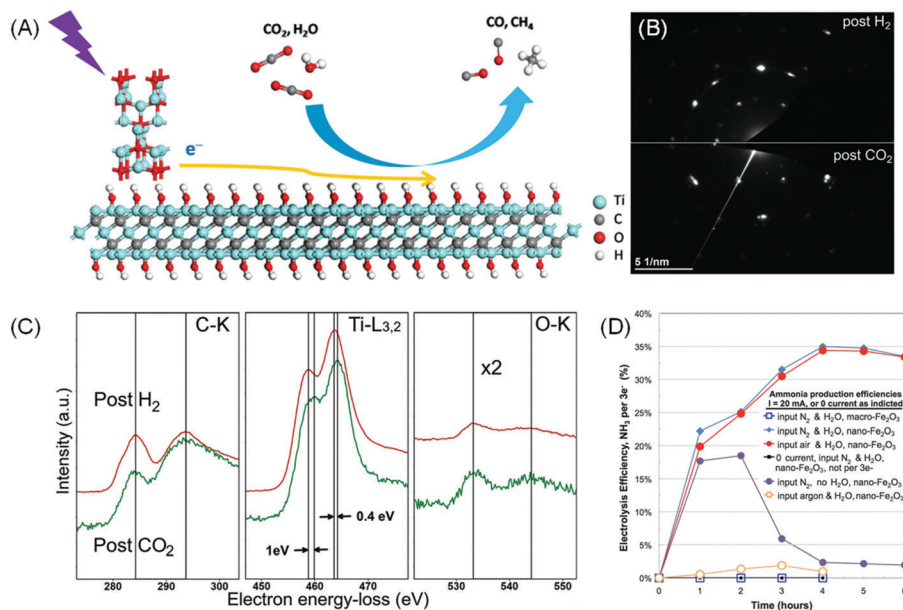 (A)
CO₂, H₂O
CO, CH₄
e⁻
Ti
C
O
H
(B)
post H₂
post CO₂
5 1/nm
(C)
C-K
Ti-L₃,₂
O-K
x2
Post H₂
Post CO₂
0.4 eV
1eV
Intensity (a.u.)
280 290 300
450 460 470
530 540 550
Electron energy-loss (eV)
(D)
Electrolysis Efficiency, NH₃ per 3e⁻ (%)
40%
35%
30%
25%
20%
15%
10%
5%
0%
Ammonia production efficiencies
I = 20 mA, or 0 current as indicted
input N₂ & H₂O, macro-Fe₂O₃
input N₂ & H₂O, nano-Fe₂O₃
input air & H₂O, nano-Fe₂O₃
0 current, input N₂ & H₂O,
nano-Fe₂O₃, not per 3e-
input N₂, no H₂O, nano-Fe₂O₃
input argon & H₂O, nano-Fe₂O₃
0 1 2 3 4 5 6
Time (hours)